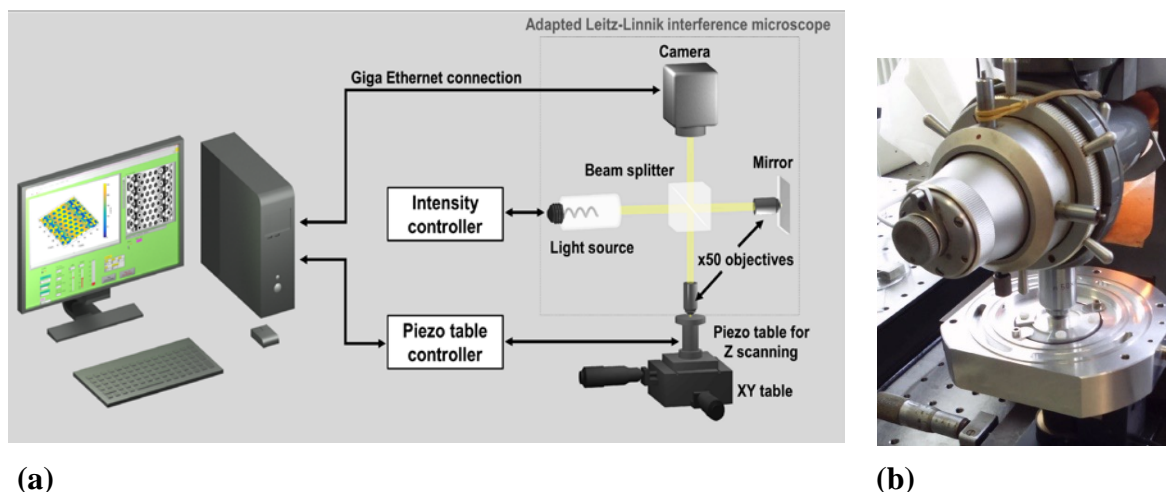 Adapted Leitz-Linnik interference microscope
Camera
Giga Ethernet connection
Beam splitter
Mirror
Intensity
controller
Light source
x50 objectives
Piezo table
controller
Piezo table for
Z scanning
XY table
(a)
(b)